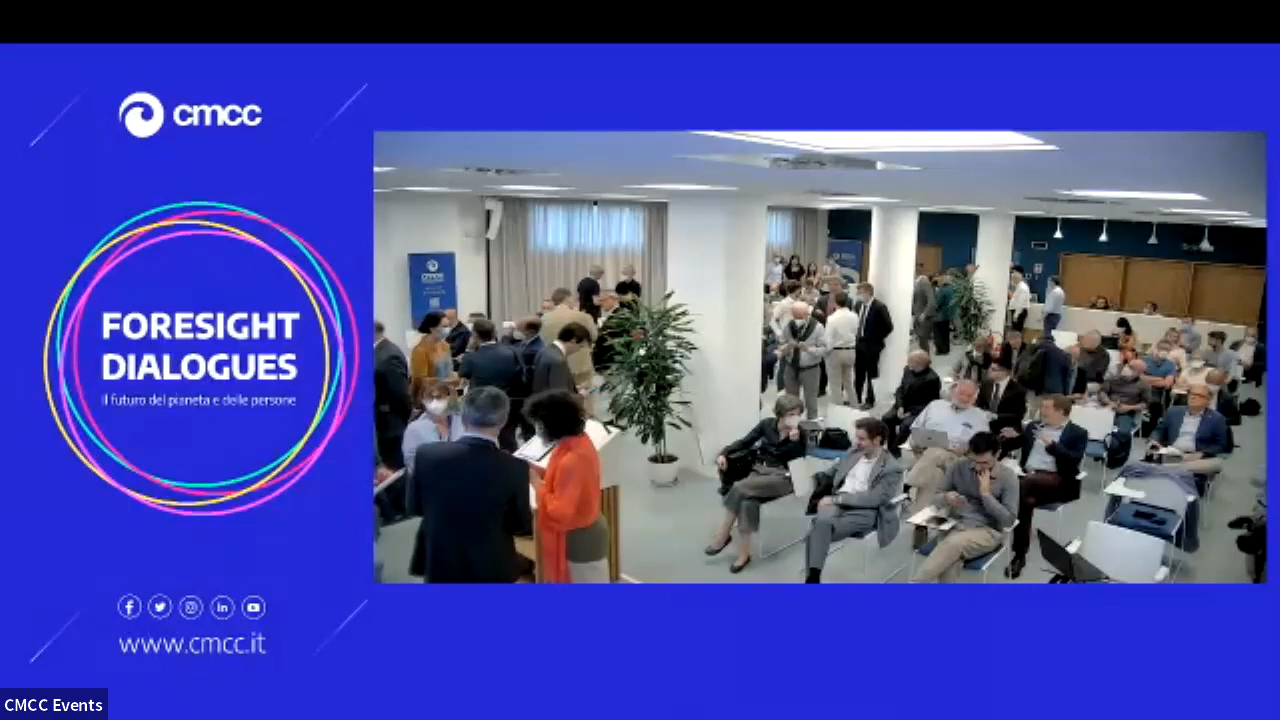 cmcc
FORESIGHT
DIALOGUES
il futuro del pianeta e delle persone
www.cmcc.it
CMCC Events